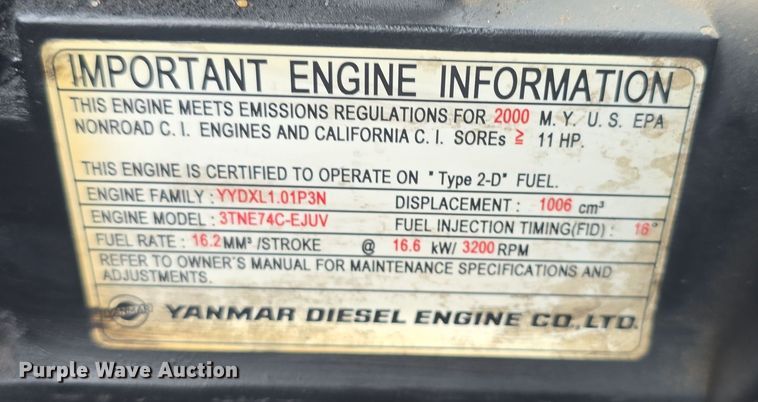 IMPORTANT ENGINE INFORMATION
THIS ENGINE MEETS EMISSIONS REGULATIONS FOR 2000 M. Y. U. S. EPA
NONROAD C. I. ENGINES AND CALIFORNIA C. I. SOREs ≧ 11 HP.
THIS ENGINE IS CERTIFIED TO OPERATE ON " Type 2-D" FUEL.
ENGINE FAMILY : YYDXL1.01P3N DISPLACEMENT : 1006 cm³
ENGINE MODEL : 3TNE74C-EJUV FUEL INJECTION TIMING(FID) : 16°
FUEL RATE : 16.2 MM³ /STROKE @ 16.6 kW/ 3200 RPM
REFER TO OWNER'S MANUAL FOR MAINTENANCE SPECIFICATIONS AND
ADJUSTMENTS.
YANMAR YANMAR DIESEL ENGINE CO., LTD.
Purple Wave Auction